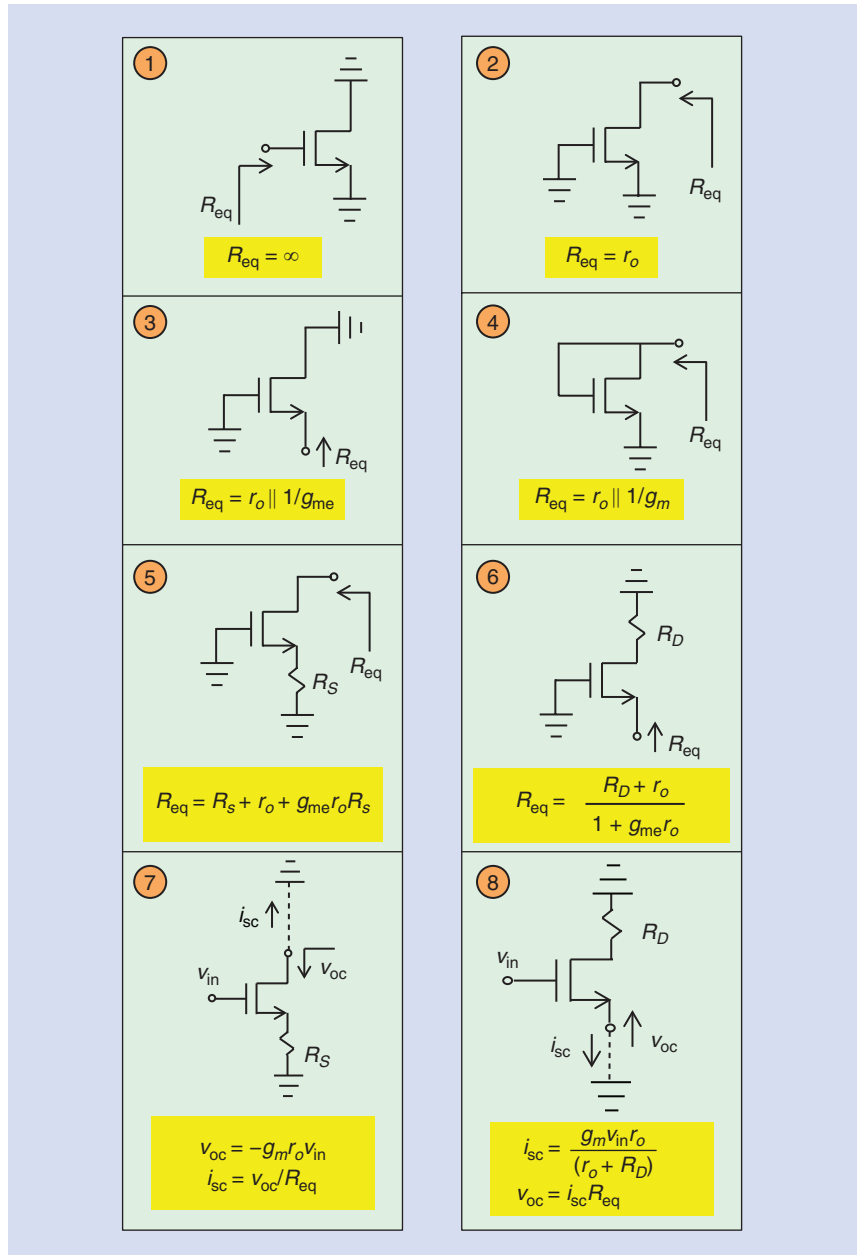 1
R_eq
R_eq = ∞
2
R_eq
R_eq = r_o
3
R_eq
R_eq = r_o || 1/g_me
4
R_eq
R_eq = r_o || 1/g_m
5
R_S
R_eq
R_eq = R_s + r_o + g_me r_o R_s
6
R_D
R_eq
R_eq = (R_D + r_o) / (1 + g_me r_o)
7
i_sc
v_in
v_oc
R_S
v_oc = −g_m r_o v_in
i_sc = v_oc/R_eq
8
R_D
v_in
i_sc
v_oc
i_sc = g_m v_in r_o / (r_o + R_D)
v_oc = i_sc R_eq